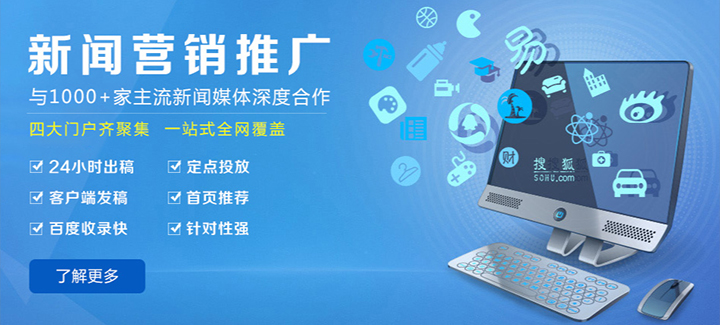 新闻营销推广
与1000+家主流新闻媒体深度合作
四大门户齐聚集 一站式全网覆盖
24小时出稿 定点投放
客户端发稿 首页推荐
百度收录快 针对性强
了解更多
易
财
搜狐
SOHU.com